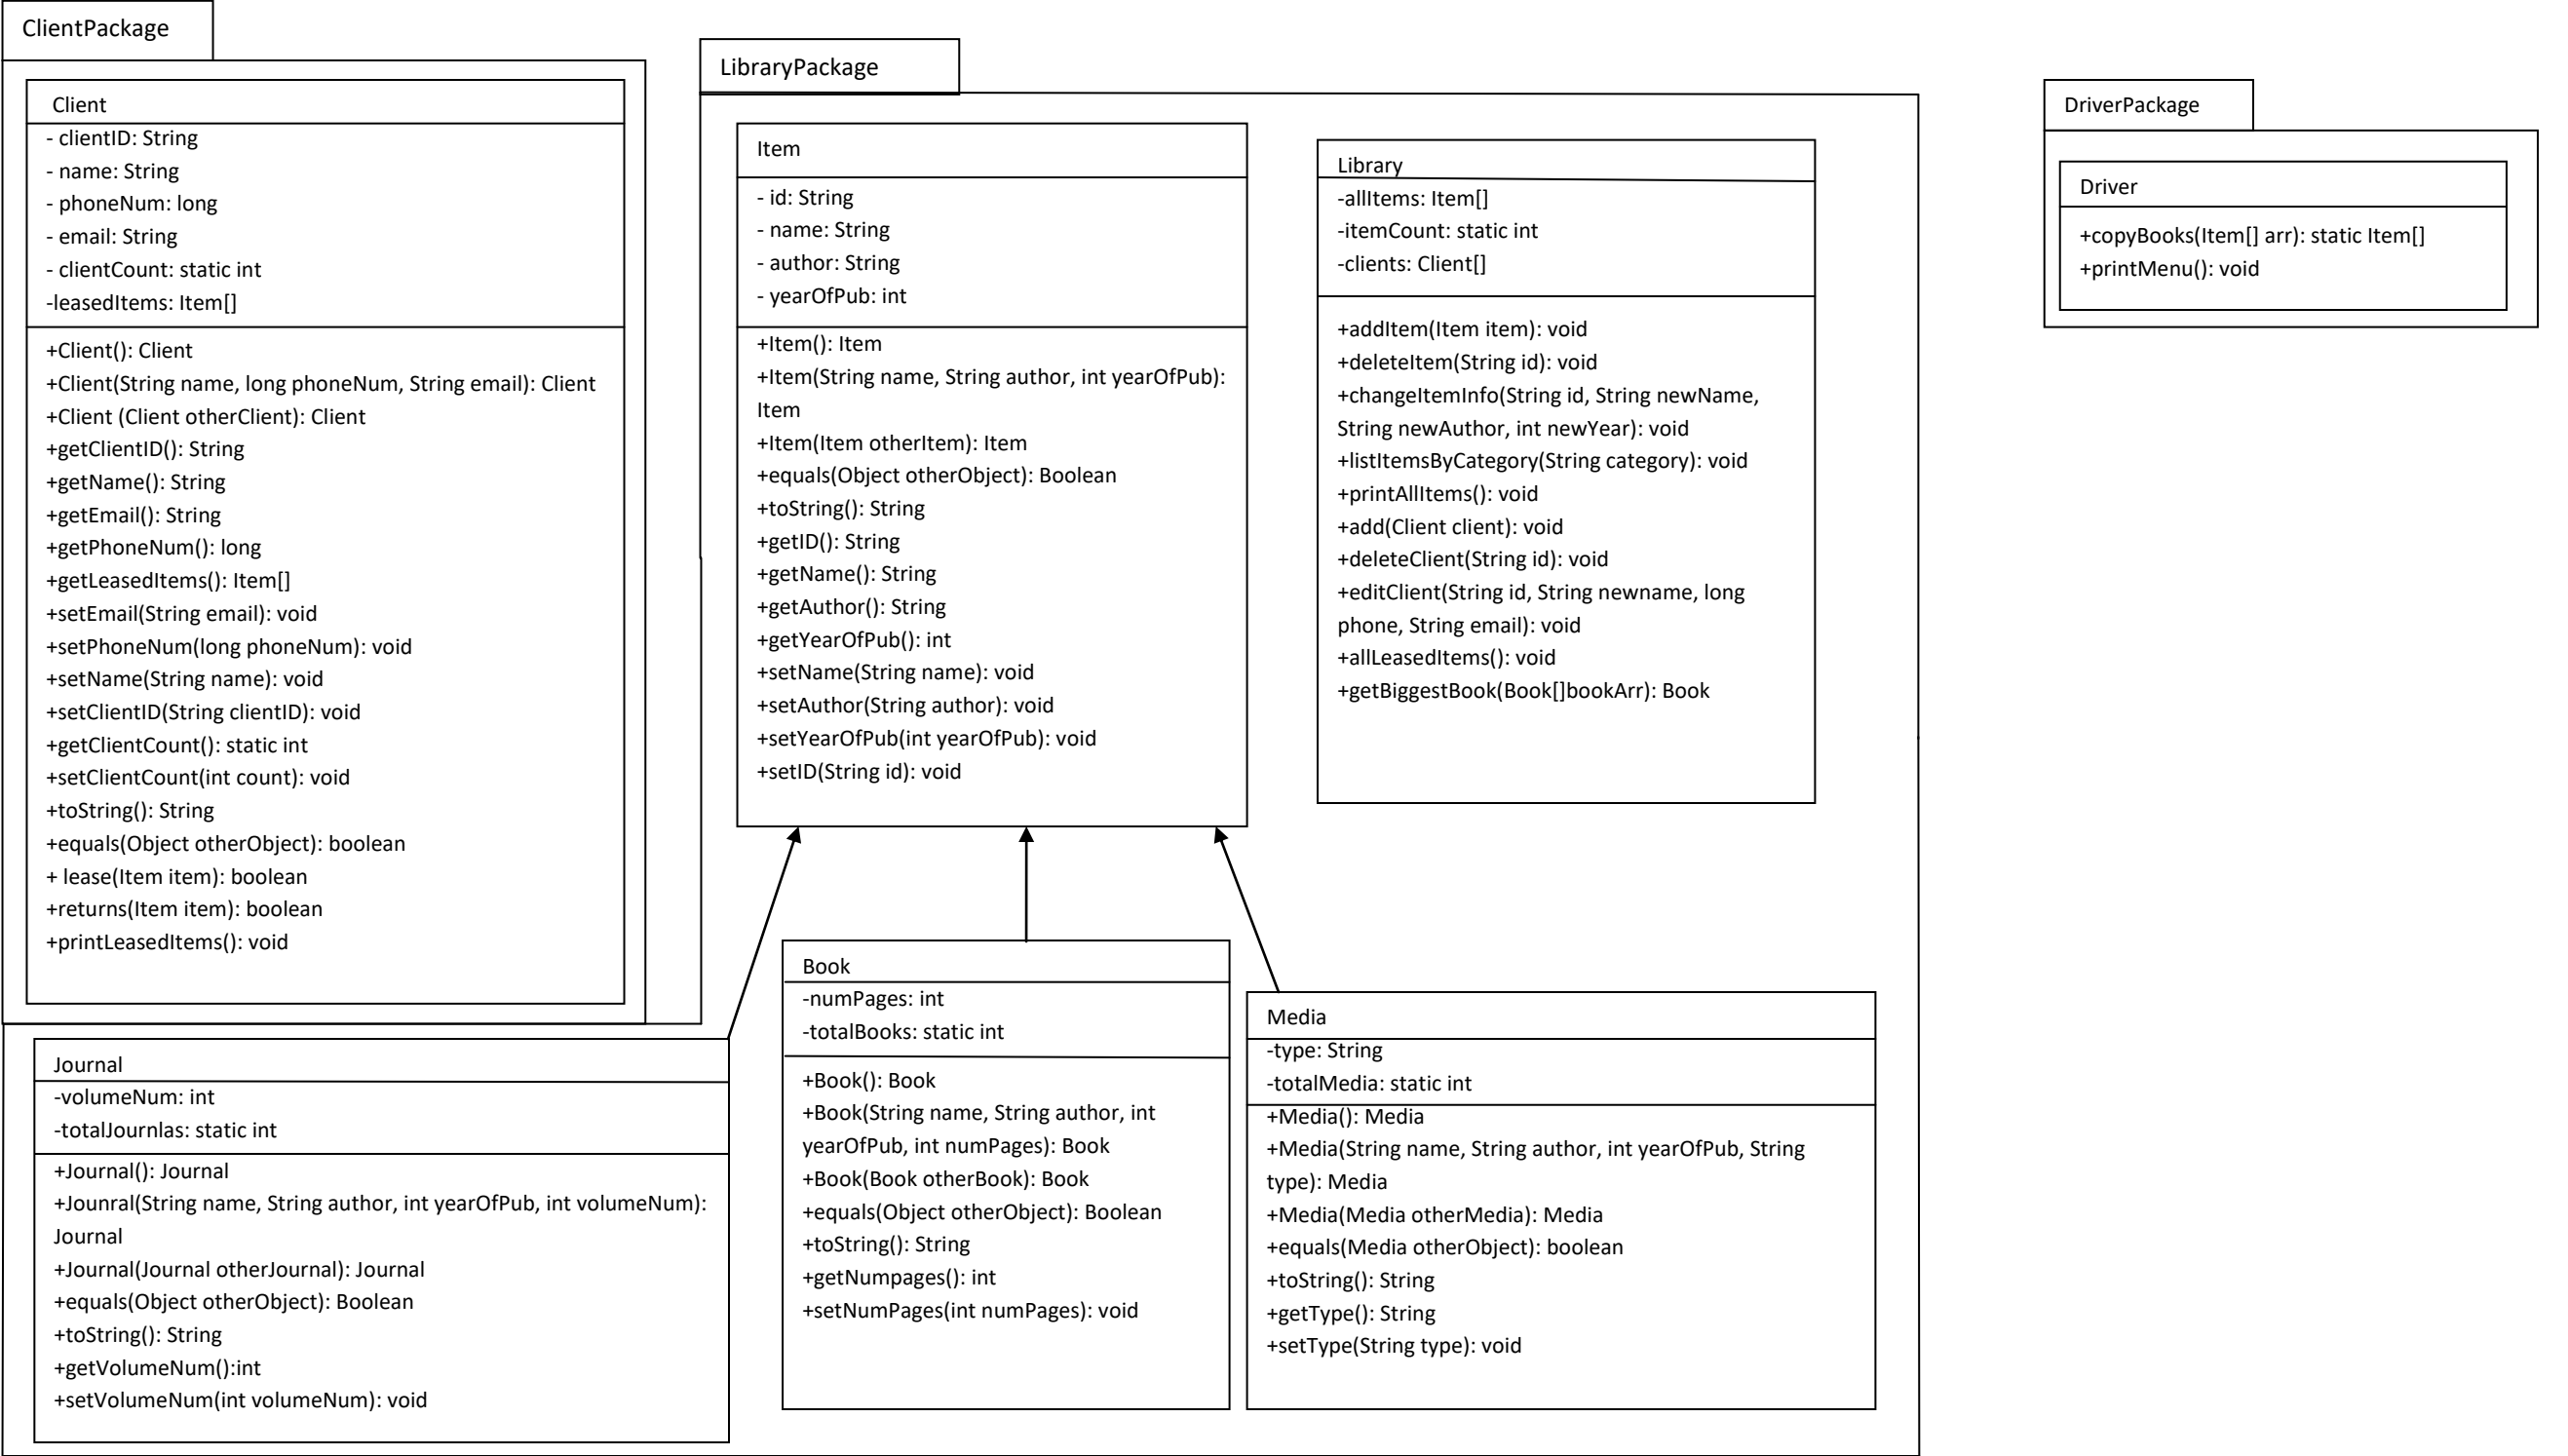 ClientPackage
Client
- clientID: String
- name: String
- phoneNum: long
- email: String
- clientCount: static int
-leasedItems: Item[]
+Client(): Client
+Client(String name, long phoneNum, String email): Client
+Client (Client otherClient): Client
+getClientID(): String
+getName(): String
+getEmail(): String
+getPhoneNum(): long
+getLeasedItems(): Item[]
+setEmail(String email): void
+setPhoneNum(long phoneNum): void
+setName(String name): void
+setClientID(String clientID): void
+getClientCount(): static int
+setClientCount(int count): void
+toString(): String
+equals(Object otherObject): boolean
+ lease(Item item): boolean
+returns(Item item): boolean
+printLeasedItems(): void
LibraryPackage
Item
- id: String
- name: String
- author: String
- yearOfPub: int
+Item(): Item
+Item(String name, String author, int yearOfPub):
Item
+Item(Item otherItem): Item
+equals(Object otherObject): Boolean
+toString(): String
+getID(): String
+getName(): String
+getAuthor(): String
+getYearOfPub(): int
+setName(String name): void
+setAuthor(String author): void
+setYearOfPub(int yearOfPub): void
+setID(String id): void
Library
-allItems: Item[]
-itemCount: static int
-clients: Client[]
+addItem(Item item): void
+deleteItem(String id): void
+changeItemInfo(String id, String newName,
String newAuthor, int newYear): void
+listItemsByCategory(String category): void
+printAllItems(): void
+add(Client client): void
+deleteClient(String id): void
+editClient(String id, String newname, long
phone, String email): void
+allLeasedItems(): void
+getBiggestBook(Book[]bookArr): Book
Journal
-volumeNum: int
-totalJournlas: static int
+Journal(): Journal
+Jounral(String name, String author, int yearOfPub, int volumeNum):
Journal
+Journal(Journal otherJournal): Journal
+equals(Object otherObject): Boolean
+toString(): String
+getVolumeNum():int
+setVolumeNum(int volumeNum): void
Book
-numPages: int
-totalBooks: static int
+Book(): Book
+Book(String name, String author, int
yearOfPub, int numPages): Book
+Book(Book otherBook): Book
+equals(Object otherObject): Boolean
+toString(): String
+getNumpages(): int
+setNumPages(int numPages): void
Media
-type: String
-totalMedia: static int
+Media(): Media
+Media(String name, String author, int yearOfPub, String
type): Media
+Media(Media otherMedia): Media
+equals(Media otherObject): boolean
+toString(): String
+getType(): String
+setType(String type): void
DriverPackage
Driver
+copyBooks(Item[] arr): static Item[]
+printMenu(): void